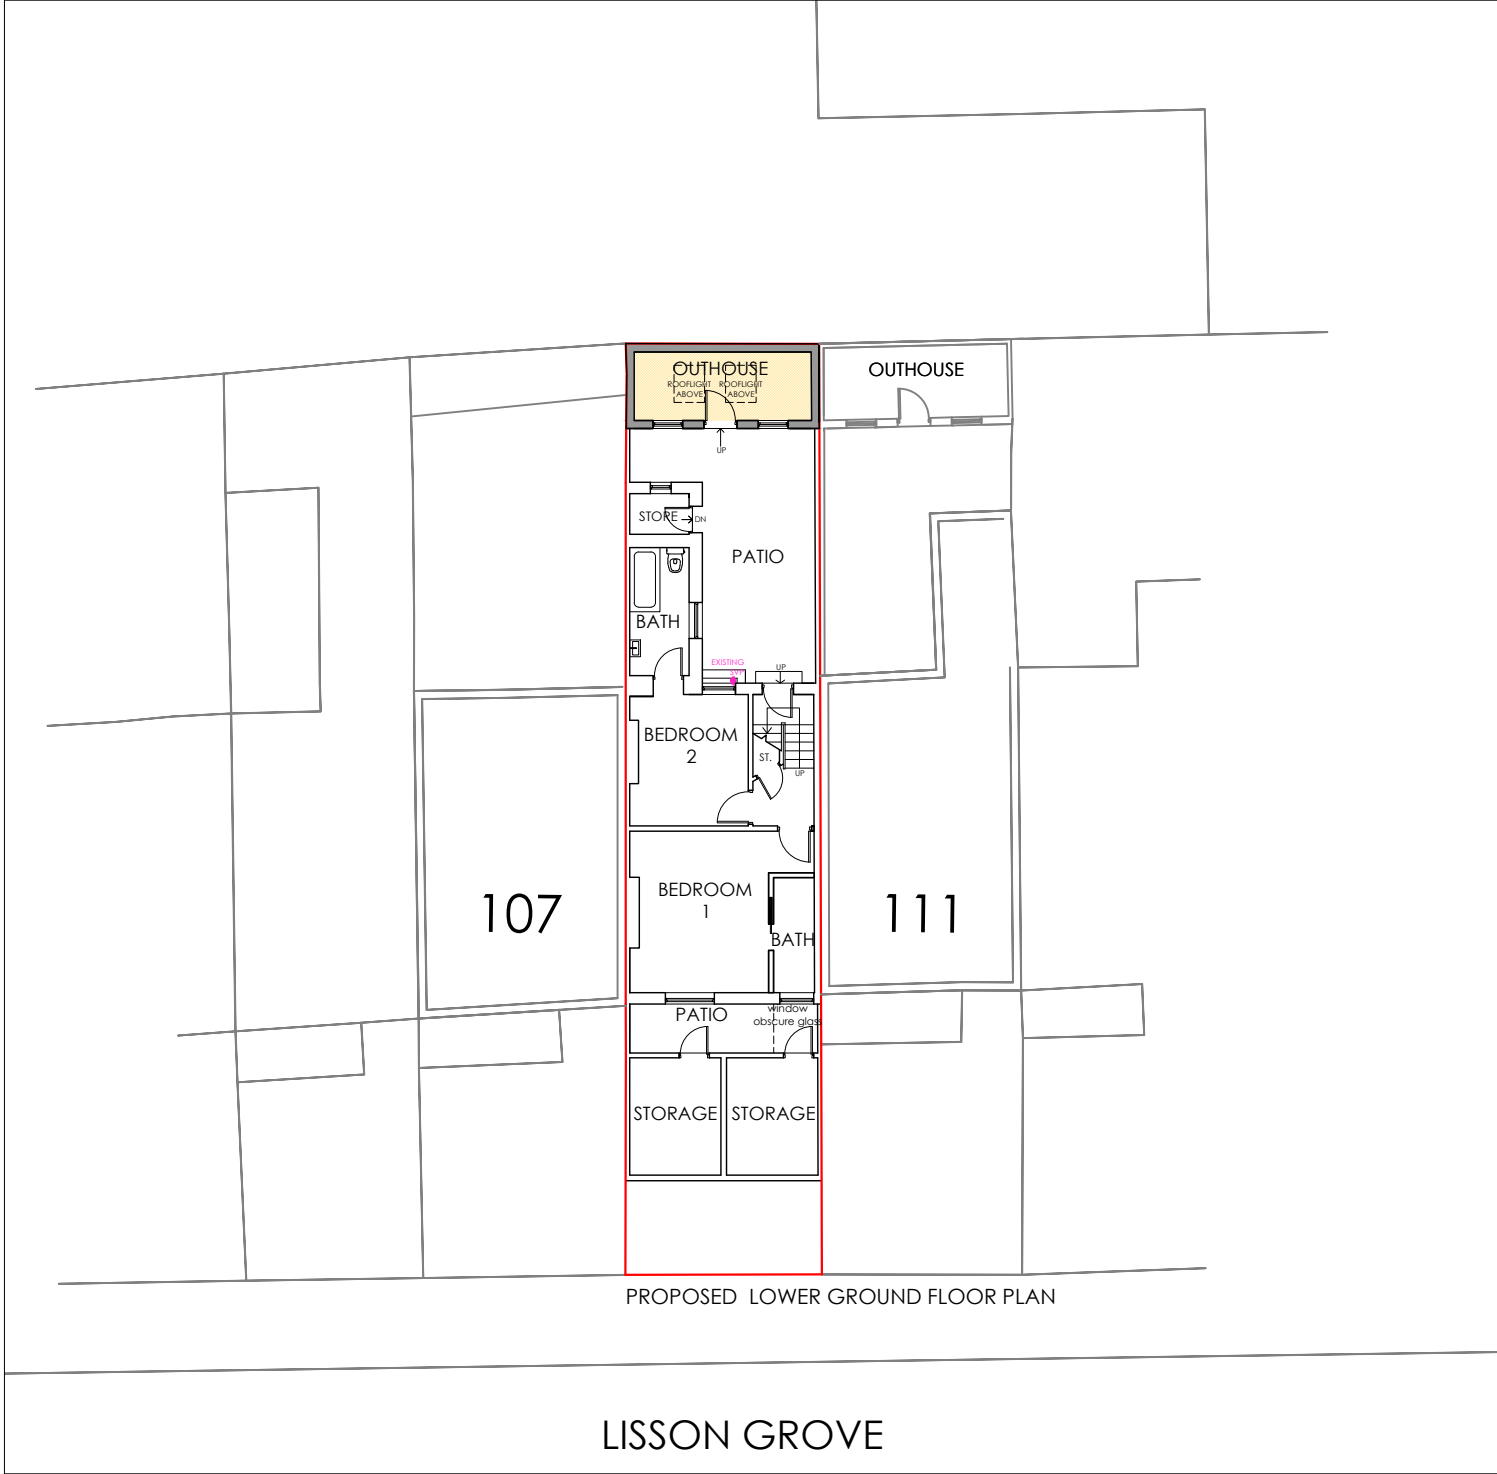 OUTHOUSE
ROOFLIGHT
ABOVE
ROOFLIGHT
ABOVE
OUTHOUSE
UP
STORE
DN
PATIO
BATH
EXISTING
SVP
UP
BEDROOM
2
ST.
UP
BEDROOM
1
107
111
BATH
PATIO
window
obscure glass
STORAGE
STORAGE
PROPOSED LOWER GROUND FLOOR PLAN
LISSON GROVE